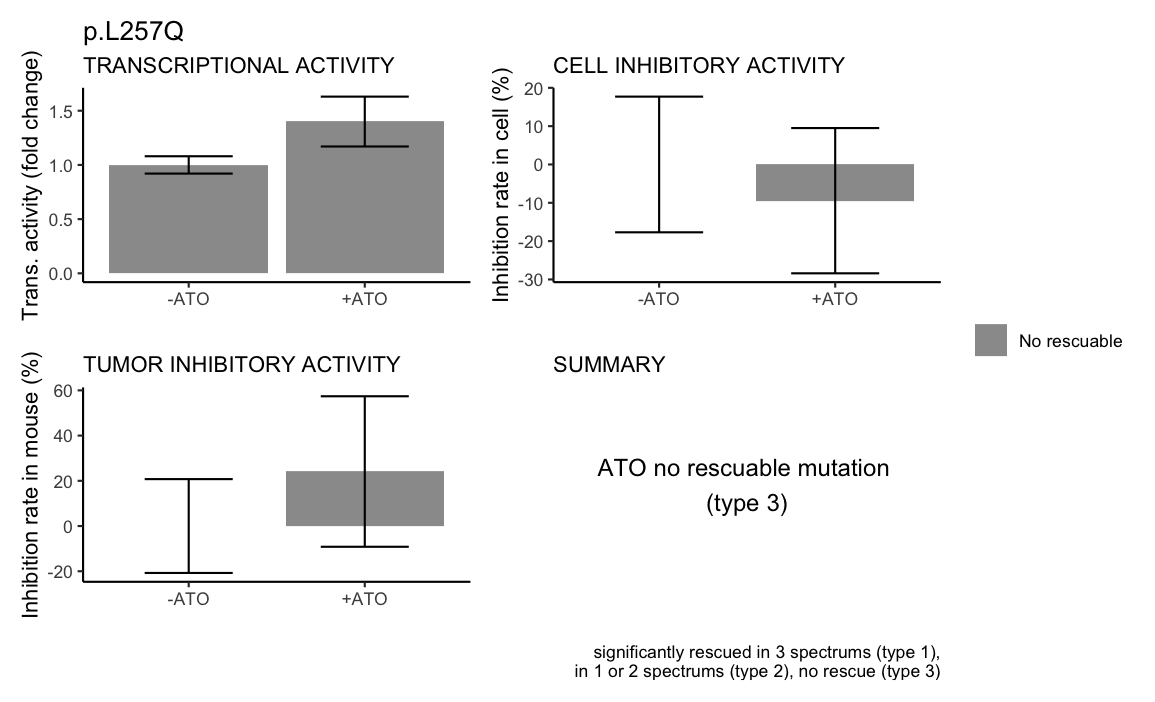 p.L257Q
TRANSCRIPTIONAL ACTIVITY
Trans. activity (fold change)
1.5
1.0
0.5
0.0
-ATO
+ATO
CELL INHIBITORY ACTIVITY
Inhibition rate in cell (%)
20
10
0
-10
-20
-30
-ATO
+ATO
No rescuable
TUMOR INHIBITORY ACTIVITY
Inhibition rate in mouse (%)
60
40
20
0
-20
-ATO
+ATO
SUMMARY
ATO no rescuable mutation
(type 3)
significantly rescued in 3 spectrums (type 1),
in 1 or 2 spectrums (type 2), no rescue (type 3)